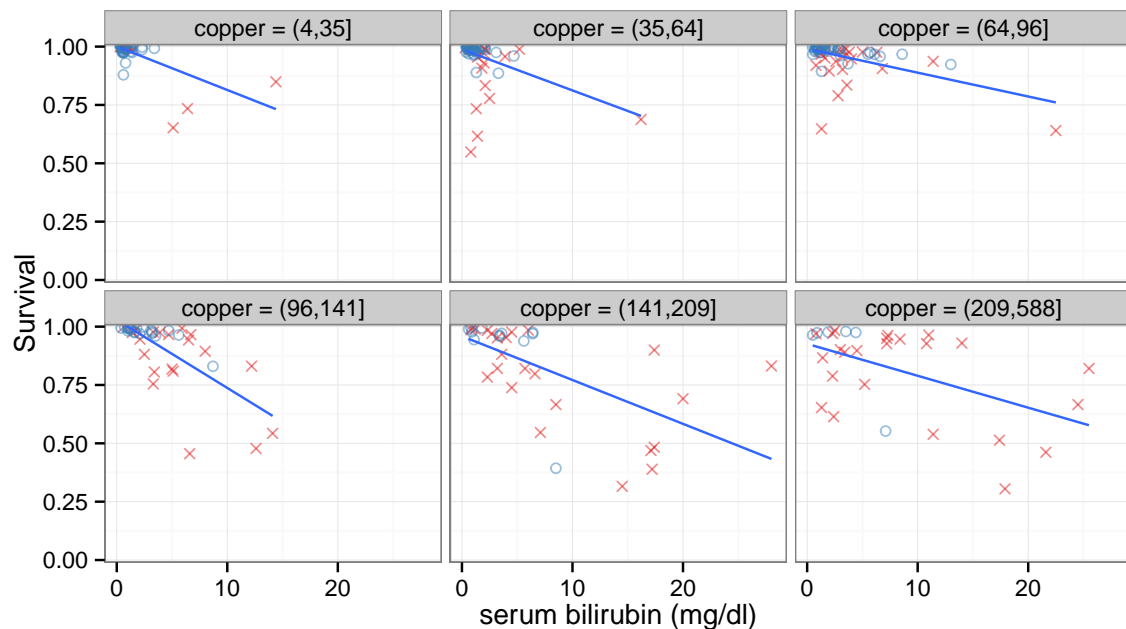 copper = (4,35] copper = (35,64] copper = (64,96]
1.00
0.75
0.50
0.25
0.00
copper = (96,141] copper = (141,209] copper = (209,588]
1.00
0.75
0.50
0.25
0.00
Survival
0 10 20 0 10 20 0 10 20
serum bilirubin (mg/dl)